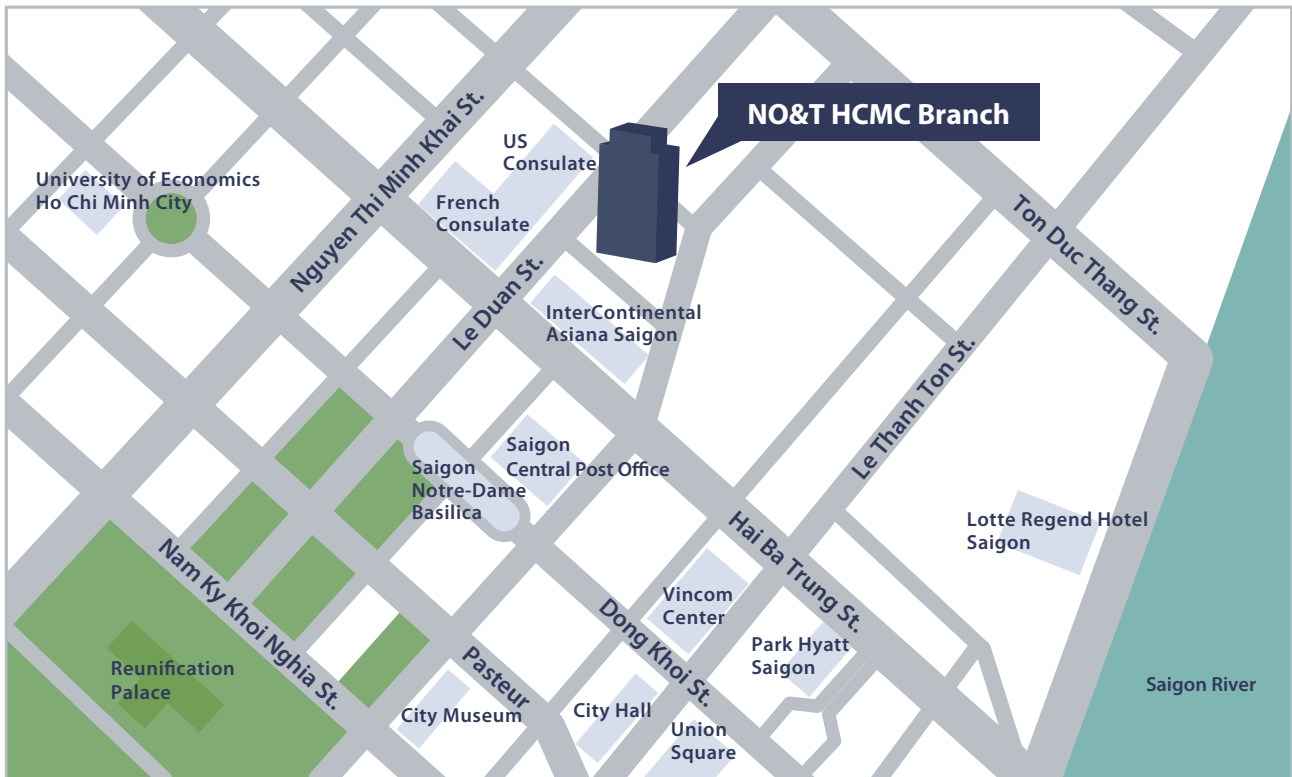 NO&T HCMC Branch
US
Consulate
University of Economics
Ho Chi Minh City
Nguyen Thi Minh Khai St.
French
Consulate
Ton Duc Thang St.
Le Duan St.
InterContinental
Asiana Saigon
Le Thanh Ton St.
Saigon
Central Post Office
Saigon
Notre-Dame
Basilica
Lotte Regend Hotel
Saigon
Hai Ba Trung St.
Nam Ky Khoi Nghia St.
Vincom
Center
Dong Khoi St.
Park Hyatt
Saigon
Pasteur
Reunification
Palace
Saigon River
City Museum
City Hall
Union
Square